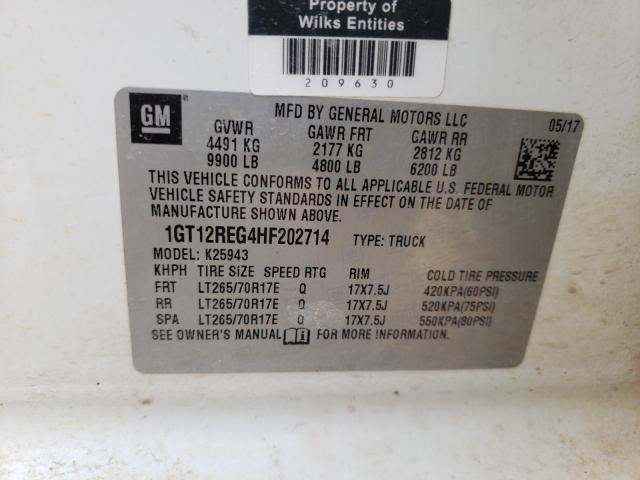 Property of
Wilks Entities
209630
GM
MFD BY GENERAL MOTORS LLC 05/17
GVWR GAWR FRT GAWR RR
4491 KG 2177 KG 2812 KG
9900 LB 4800 LB 6200 LB
THIS VEHICLE CONFORMS TO ALL APPLICABLE U.S. FEDERAL MOTOR
VEHICLE SAFETY STANDARDS IN EFFECT ON THE DATE OF
MANUFACTURE SHOWN ABOVE.
1GT12REG4HF202714 TYPE: TRUCK
MODEL: K25943
KHPH TIRE SIZE SPEED RTG RIM COLD TIRE PRESSURE
FRT LT265/70R17E Q 17X7.5J 420KPA(60PSI)
RR LT265/70R17E Q 17X7.5J 520KPA(75PSI)
SPA LT265/70R17E Q 17X7.5J 550KPA(80PSI)
SEE OWNER'S MANUAL FOR MORE INFORMATION.